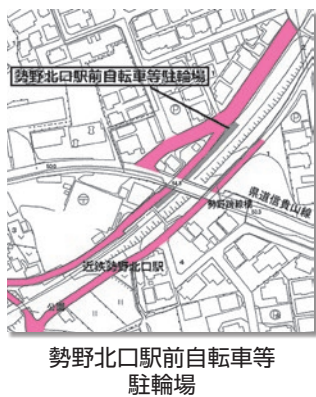 勢野北口駅前自転車等駐輪場
県道信貴山線
勢野跨線橋
近鉄勢野北口駅
公園
勢野北口駅前自転車等
駐輪場